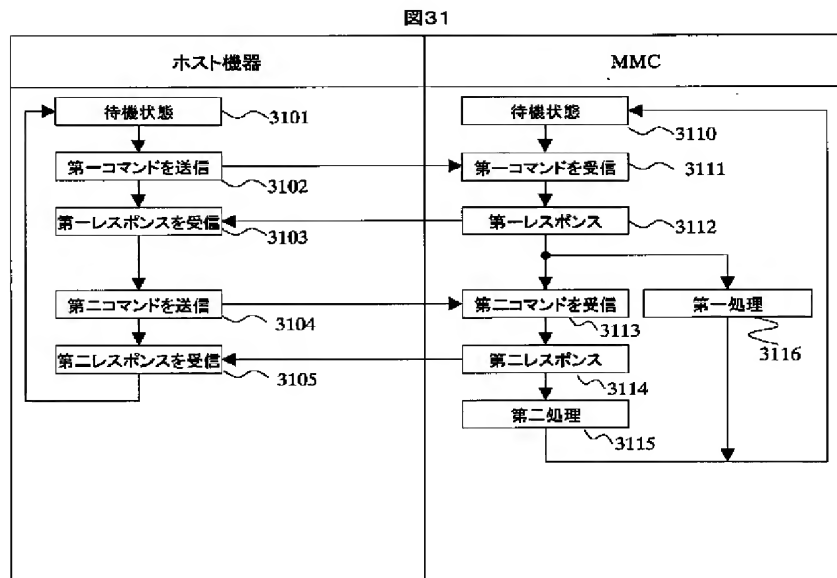 図31
ホスト機器
MMC
待機状態
3101
第一コマンドを送信
3102
第一レスポンスを受信
3103
第二コマンドを送信
3104
第二レスポンスを受信
3105
待機状態
3110
第一コマンドを受信
3111
第一レスポンス
3112
第二コマンドを受信
3113
第一処理
3116
第二レスポンス
3114
第二処理
3115